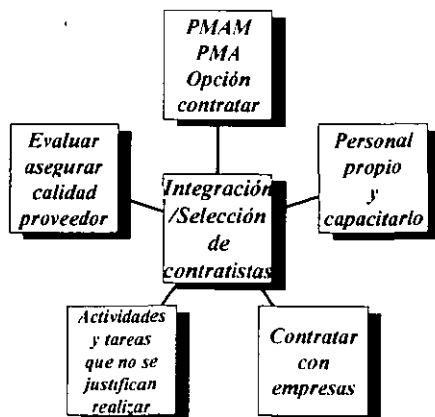 PMAM
PMA
Opción
contratar
Evaluar
asegurar
calidad
proveedor
Personal
propio
y
capacitarlo
Integración
/Selección
de
contratistas
Actividades
y tareas
que no se
justifican
realizar
Contratar
con
empresas